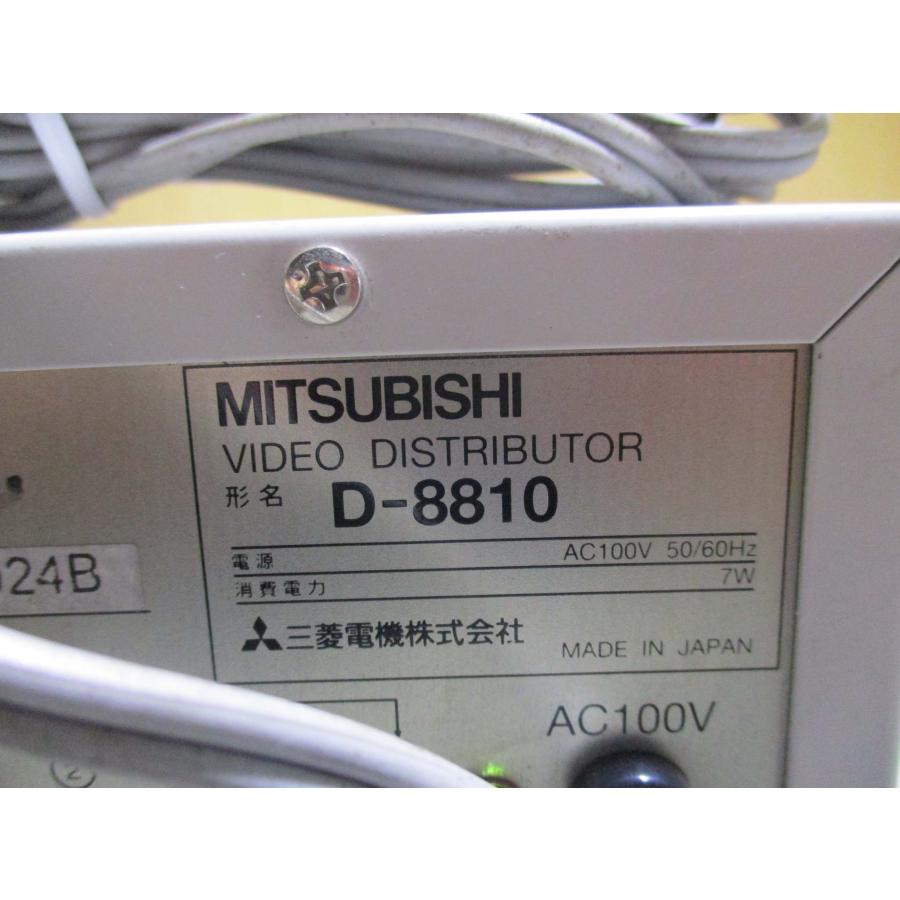 MITSUBISHI
VIDEO DISTRIBUTOR
形名 D-8810
電源 AC100V 50/60Hz
消費電力 7W
三菱電機株式会社 MADE IN JAPAN
24B
AC100V
②